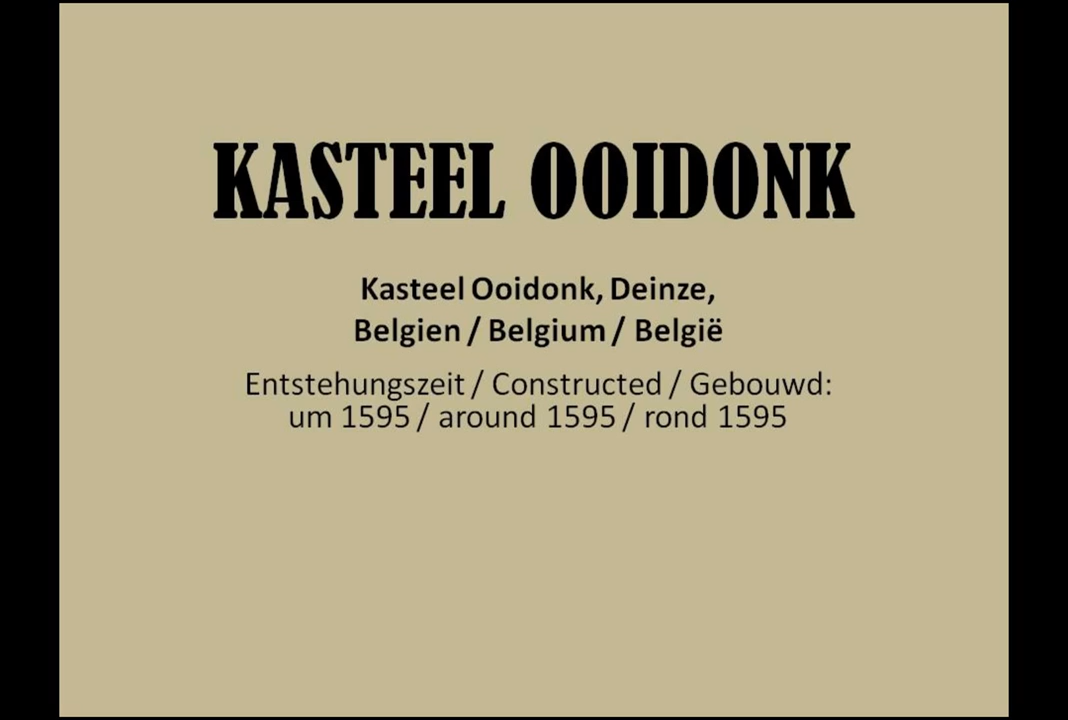 KASTEEL OOIDONK
Kasteel Ooidonk, Deinze,
Belgien / Belgium / België
Entstehungszeit / Constructed / Gebouwd:
um 1595 / around 1595 / rond 1595